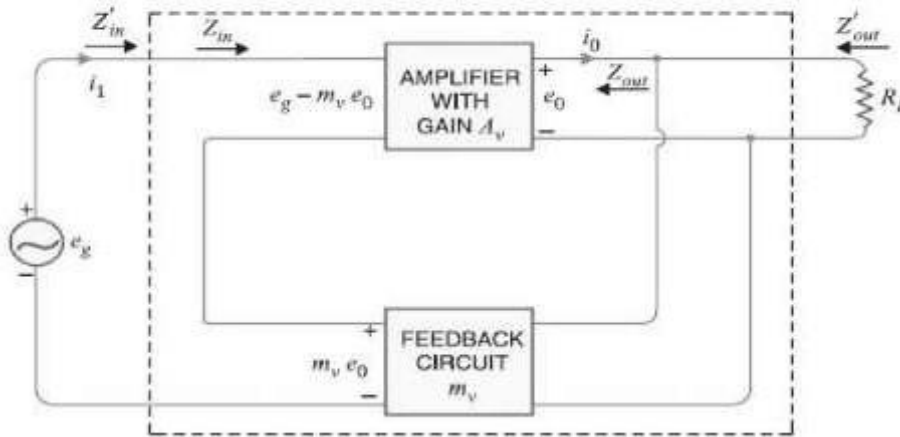 Z'in
Zin
i0
Z'out
i1
AMPLIFIER
WITH
GAIN Av
eg – mv e0
+
e0
–
Zout
+
eg
–
+
mv e0
–
FEEDBACK
CIRCUIT
mv